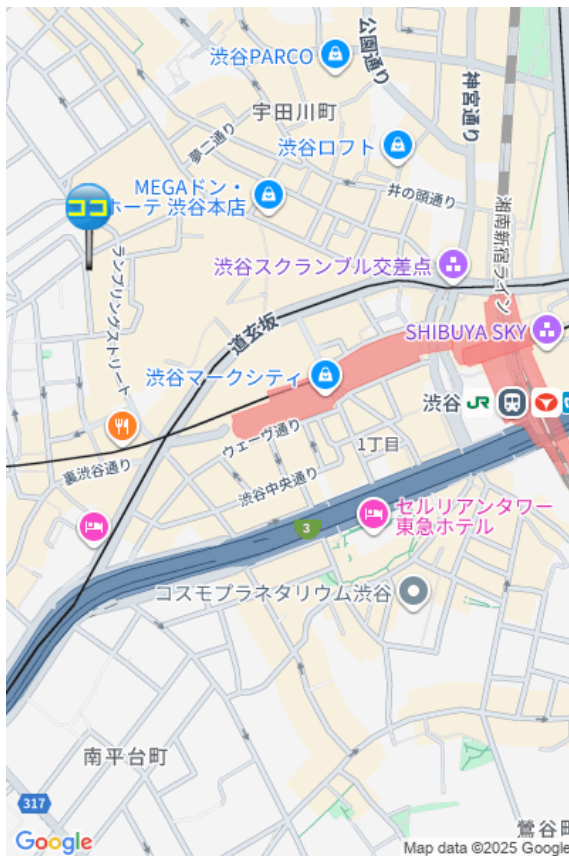 公園通り
渋谷PARCO
神宮通り
宇田川町
夢二通り
渋谷ロフト
MEGAドン・
ホーテ 渋谷本店
井の頭通り
ココ
湘南新宿ライン
渋谷スクランブル交差点
ランブリングストリート
道玄坂
SHIBUYA SKY
渋谷マークシティ
渋谷 JR
ウェーヴ通り
1丁目
裏渋谷通り
渋谷中央通り
セルリアンタワー
東急ホテル
3
コスモプラネタリウム渋谷
南平台町
317
鶯谷町
Google
Map data ©2025 Google